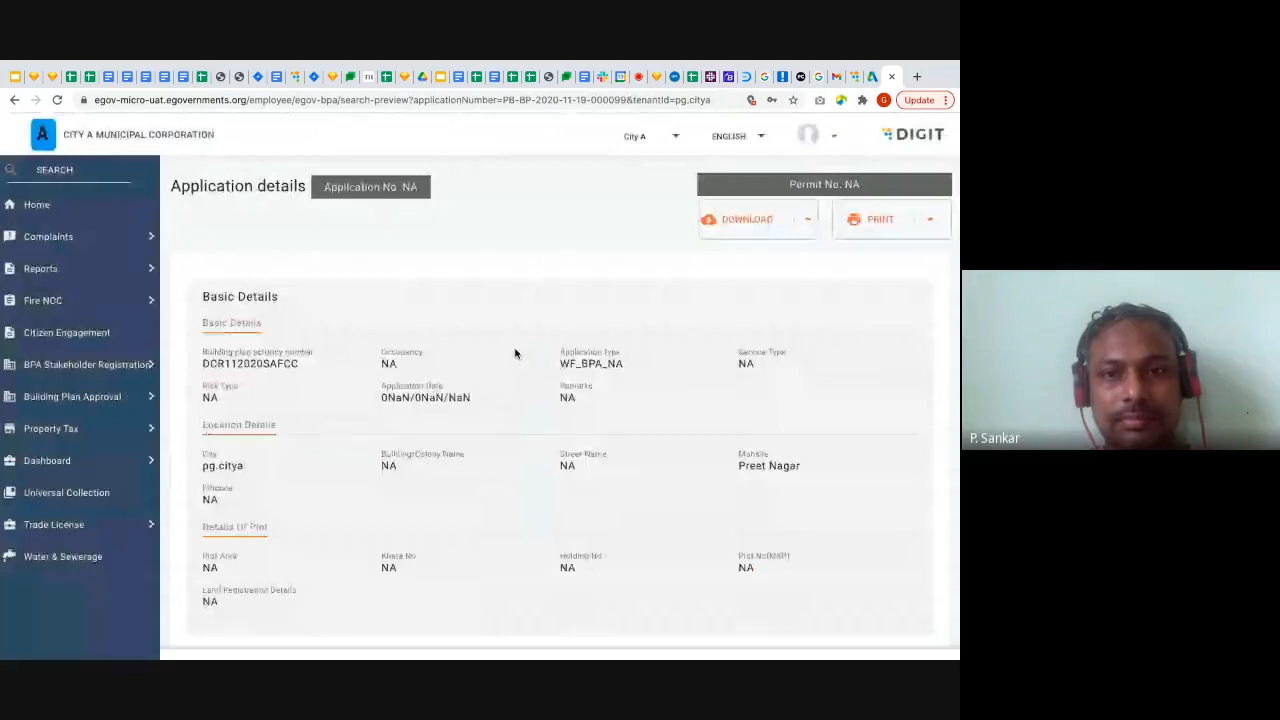 egov-micro-uat.egovernments.org/employee/egov-bpa/search-preview?applicationNumber=PB-BP-2020-11-19-000099&tenantId=pg.citya
G
Update
A
CITY A MUNICIPAL CORPORATION
City A
ENGLISH
DIGIT
SEARCH
Home
Complaints
Reports
Fire NOC
Citizen Engagement
BPA Stakeholder Registration
Building Plan Approval
Property Tax
Dashboard
Universal Collection
Trade License
Water & Sewerage
Application details
Application No. NA
Permit No. NA
DOWNLOAD
PRINT
Basic Details
Basic Details
Building plan scrutiny number Occupancy Application Type Service Type
DCR112020SAFCC NA WF_BPA_NA NA
Risk Type Application Date Remarks
NA 0NaN/0NaN/NaN NA
Location Details
City Building/Colony Name Street Name Mohalla
pg.citya NA NA Preet Nagar
Pincode
NA
Details Of Plot
Plot Area Khata No Holding No Plot No(MSP)
NA NA NA NA
Land Registration Details
NA
P. Sankar